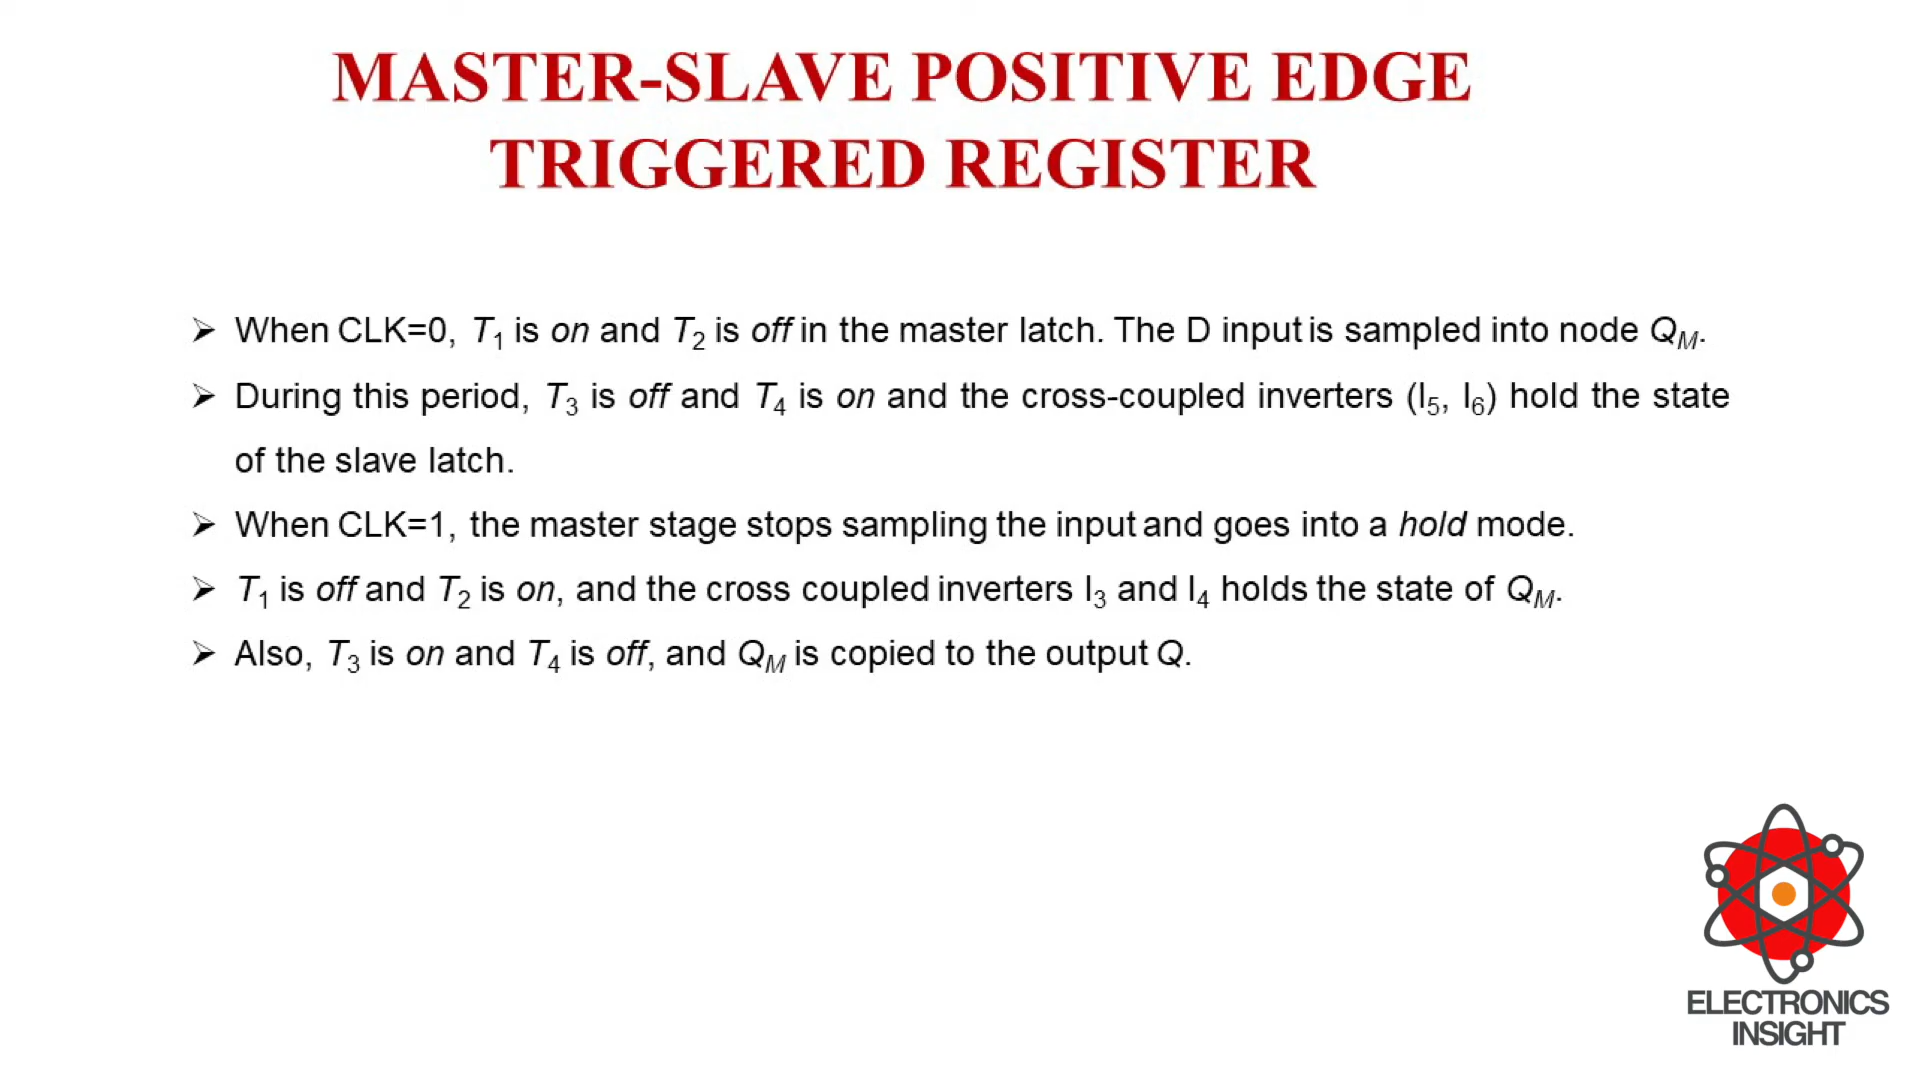 MASTER-SLAVE POSITIVE EDGE
TRIGGERED REGISTER
➢ When CLK=0, T₁ is on and T₂ is off in the master latch. The D input is sampled into node Q_M.
➢ During this period, T₃ is off and T₄ is on and the cross-coupled inverters (I₅, I₆) hold the state
of the slave latch.
➢ When CLK=1, the master stage stops sampling the input and goes into a hold mode.
➢ T₁ is off and T₂ is on, and the cross coupled inverters I₃ and I₄ holds the state of Q_M.
➢ Also, T₃ is on and T₄ is off, and Q_M is copied to the output Q.
ELECTRONICS
INSIGHT